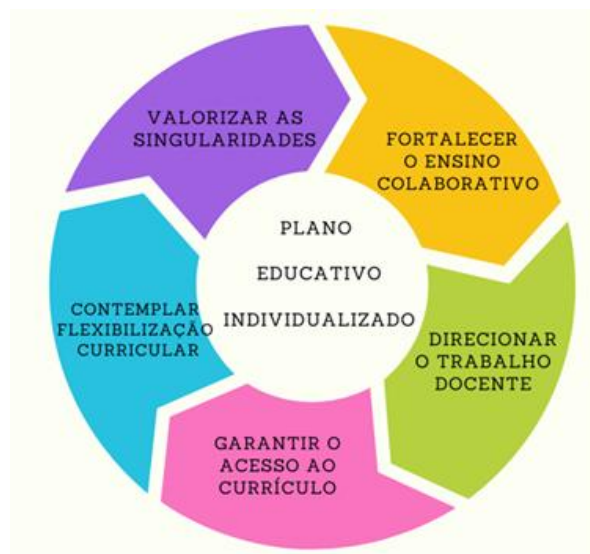 PLANO
EDUCATIVO
INDIVIDUALIZADO
VALORIZAR AS
SINGULARIDADES
FORTALECER
O ENSINO
COLABORATIVO
DIRECIONAR
O TRABALHO
DOCENTE
GARANTIR O
ACESSO AO
CURRÍCULO
CONTEMPLAR
FLEXIBILIZAÇÃO
CURRICULAR